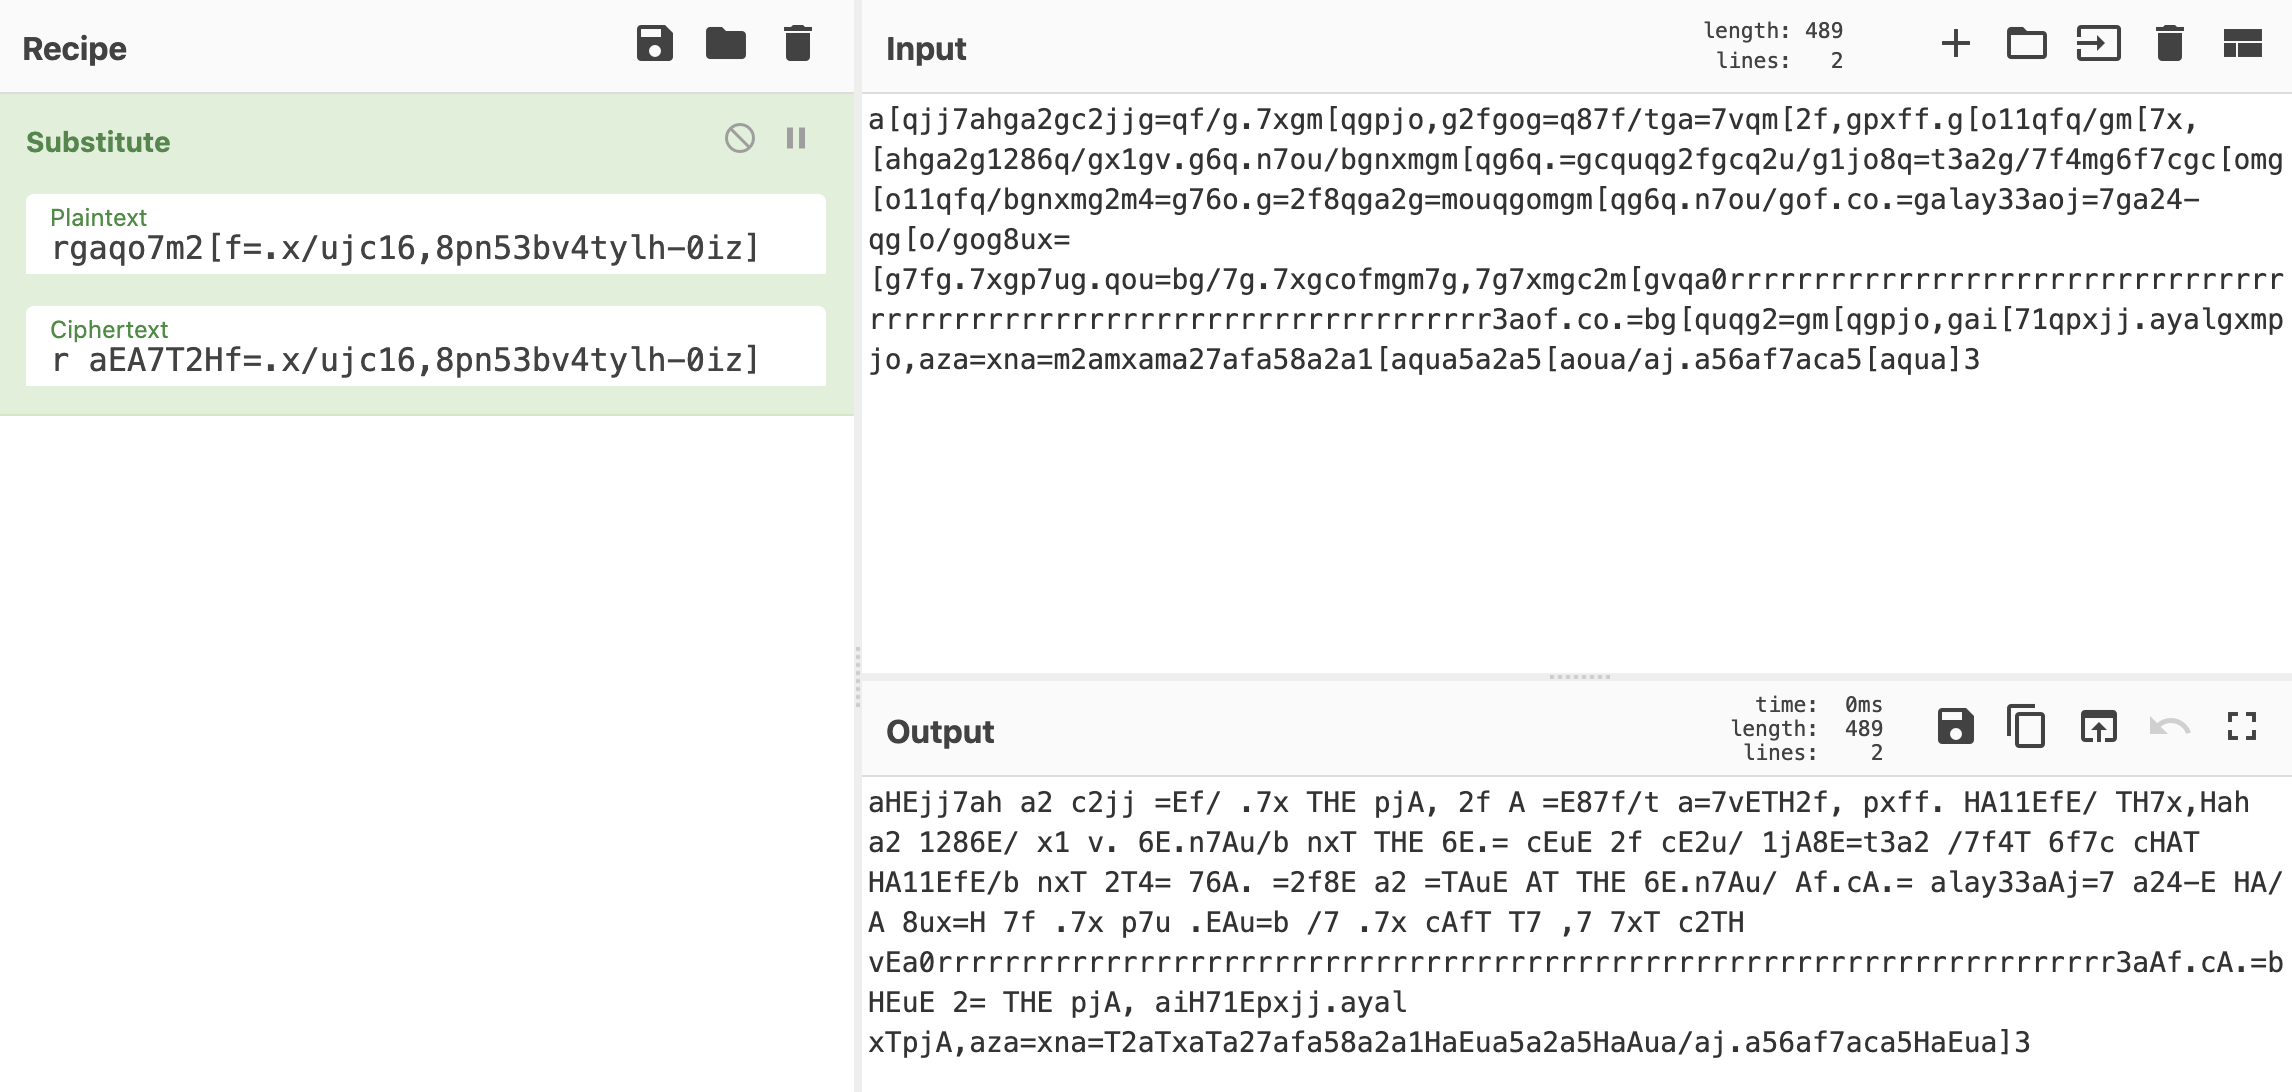 Recipe
Input
length: 489
lines: 2
Substitute
Plaintext
rgaqo7m2[f=.x/ujc16,8pn53bv4tylh-0iz]
Ciphertext
r aEA7T2Hf=.x/ujc16,8pn53bv4tylh-0iz]
a[qjj7ahga2gc2jjg=qf/g.7xgm[qgpjo,g2fgog=q87f/tga=7vqm[2f,gpxff.g[o11qfq/gm[7x,
[ahga2g1286q/gx1gv.g6q.n7ou/bgnxmgm[qg6q.=gcquqg2fgcq2u/g1jo8q=t3a2g/7f4mg6f7cgc[omg
[o11qfq/bgnxmg2m4=g76o.g=2f8qga2g=mouqgomgm[qg6q.n7ou/gof.co.=galay33aoj=7ga24-
qg[o/gog8ux=
[g7fg.7xgp7ug.qou=bg/7g.7xgcofmgm7g,7g7xmgc2m[gvqa0rrrrrrrrrrrrrrrrrrrrrrrrrrrrrrrrr
rrrrrrrrrrrrrrrrrrrrrrrrrrrrrrrrrrrrr3aof.co.=bg[quqg2=gm[qgpjo,gai[71qpxjj.ayalgxmp
jo,aza=xna=m2amxama27afa58a2a1[aqua5a2a5[aoua/aj.a56af7aca5[aqua]3
Output
time: 0ms
length: 489
lines: 2
aHEjj7ah a2 c2jj =Ef/ .7x THE pjA, 2f A =E87f/t a=7vETH2f, pxff. HA11EfE/ TH7x,Hah
a2 1286E/ x1 v. 6E.n7Au/b nxT THE 6E.= cEuE 2f cE2u/ 1jA8E=t3a2 /7f4T 6f7c cHAT
HA11EfE/b nxT 2T4= 76A. =2f8E a2 =TAuE AT THE 6E.n7Au/ Af.cA.= alay33aAj=7 a24-E HA/
A 8ux=H 7f .7x p7u .EAu=b /7 .7x cAfT T7 ,7 7xT c2TH
vEa0rrrrrrrrrrrrrrrrrrrrrrrrrrrrrrrrrrrrrrrrrrrrrrrrrrrrrrrrrrrrrrrrrrrrrr3aAf.cA.=b
HEuE 2= THE pjA, aiH71Epxjj.ayal
xTpjA,aza=xna=T2aTxaTa27afa58a2a1HaEua5a2a5HaAua/aj.a56af7aca5HaEua]3